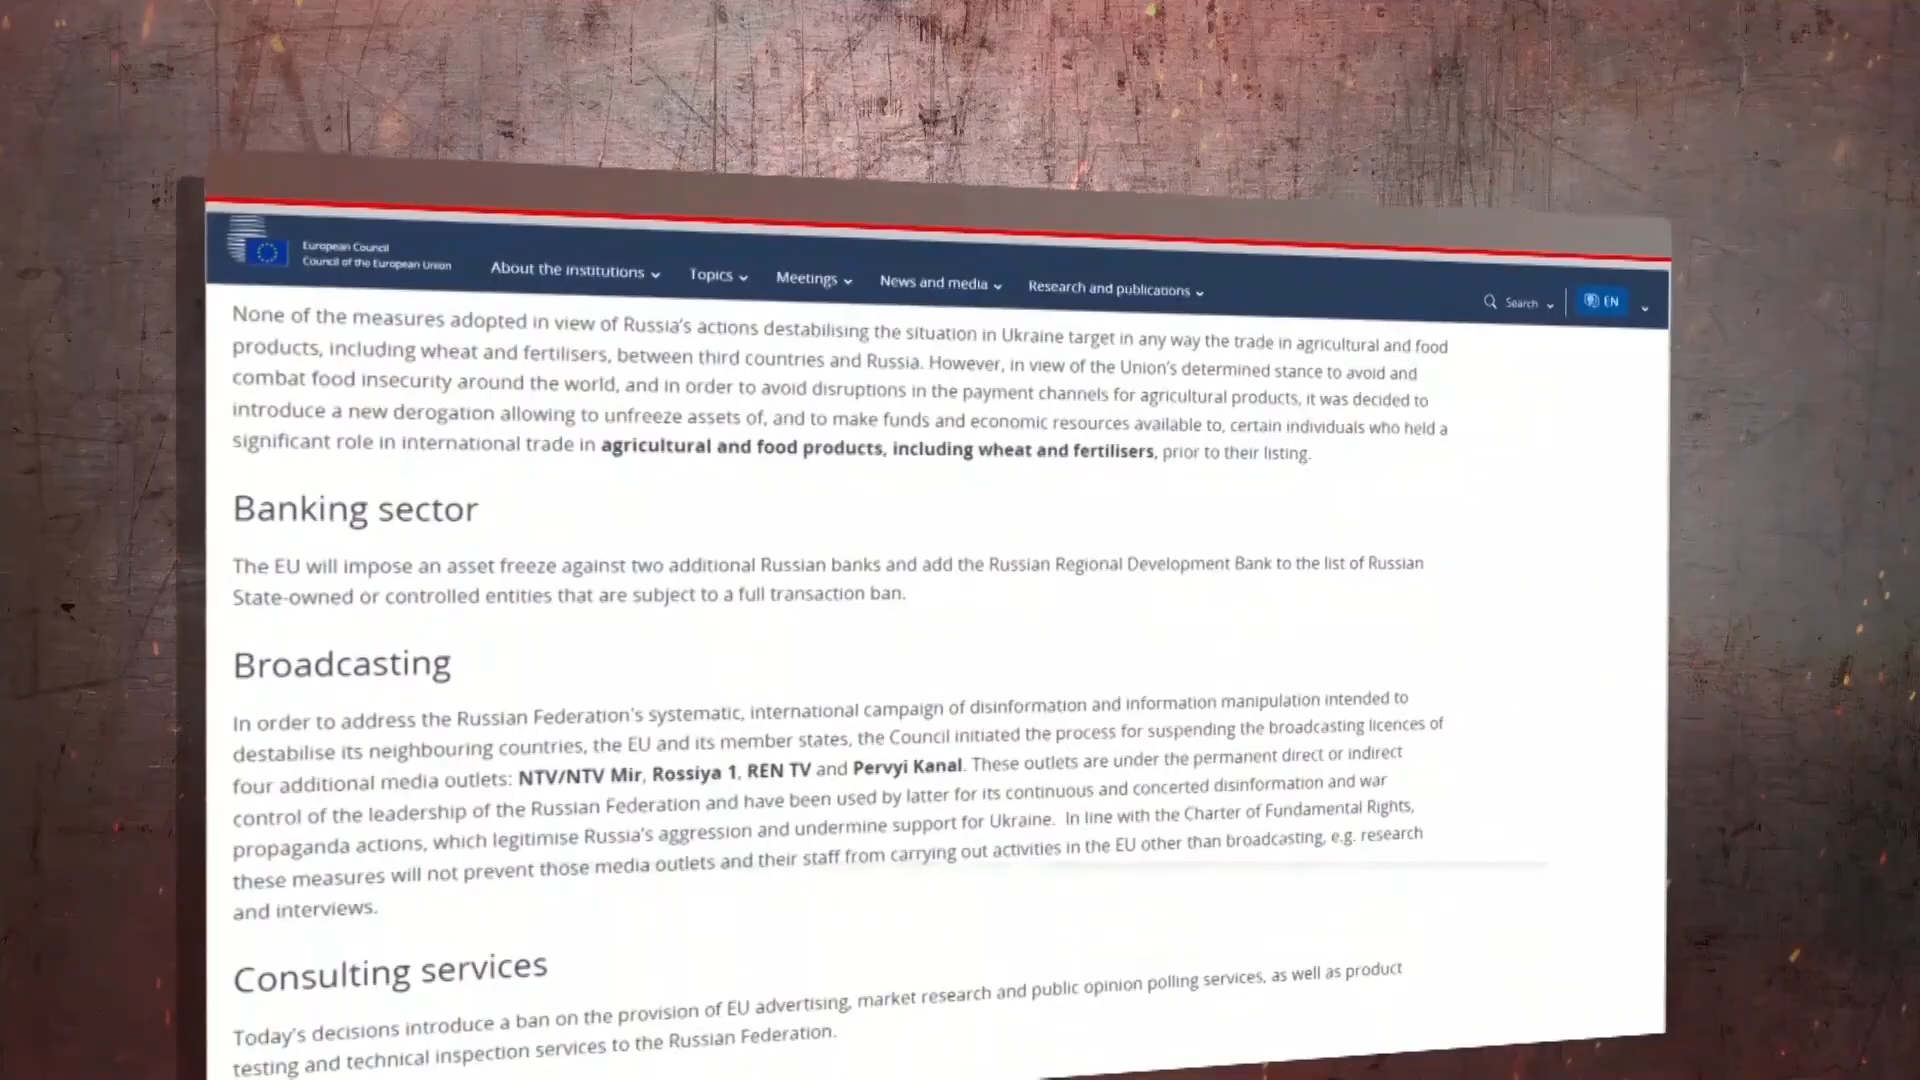 European Council
Council of the European Union
About the institutions
Topics
Meetings
News and media
Research and publications
Search
EN
None of the measures adopted in view of Russia's actions destabilising the situation in Ukraine target in any way the trade in agricultural and food
products, including wheat and fertilisers, between third countries and Russia. However, in view of the Union's determined stance to avoid and
combat food insecurity around the world, and in order to avoid disruptions in the payment channels for agricultural products, it was decided to
introduce a new derogation allowing to unfreeze assets of, and to make funds and economic resources available to, certain individuals who held a
significant role in international trade in agricultural and food products, including wheat and fertilisers, prior to their listing.
Banking sector
The EU will impose an asset freeze against two additional Russian banks and add the Russian Regional Development Bank to the list of Russian
State-owned or controlled entities that are subject to a full transaction ban.
Broadcasting
In order to address the Russian Federation's systematic, international campaign of disinformation and information manipulation intended to
destabilise its neighbouring countries, the EU and its member states, the Council initiated the process for suspending the broadcasting licences of
four additional media outlets: NTV/NTV Mir, Rossiya 1, REN TV and Pervyi Kanal. These outlets are under the permanent direct or indirect
control of the leadership of the Russian Federation and have been used by latter for its continuous and concerted disinformation and war
propaganda actions, which legitimise Russia's aggression and undermine support for Ukraine. In line with the Charter of Fundamental Rights,
these measures will not prevent those media outlets and their staff from carrying out activities in the EU other than broadcasting, e.g. research
and interviews.
Consulting services
Today's decisions introduce a ban on the provision of EU advertising, market research and public opinion polling services, as well as product
testing and technical inspection services to the Russian Federation.